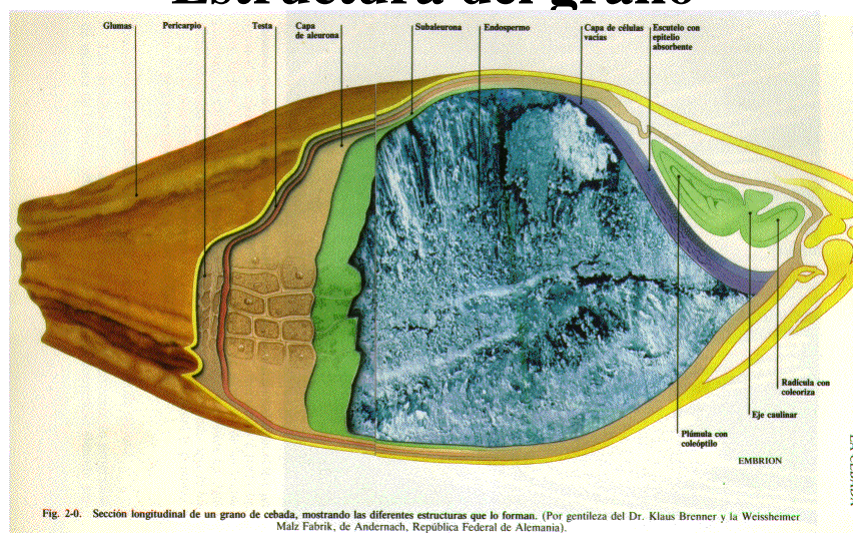 Estructura del grano
Glumas
Pericarpio
Testa
Capa
de aleurona
Subaleurona
Endospermo
Capa de células
vacías
Escutelo con
epitelio
absorbente
Radícula con
coleoriza
Eje caulinar
Plúmula con
coleóptilo
EMBRION
LA CEBADA
Fig. 2-0. Sección longitudinal de un grano de cebada, mostrando las diferentes estructuras que lo forman. (Por gentileza del Dr. Klaus Brenner y la Weissheimer
Malz Fabrik, de Andernach, República Federal de Alemania).